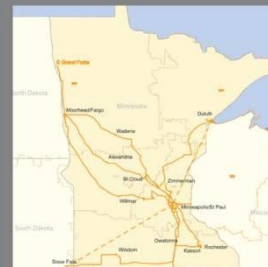 E Grand Forks
North Dakota
Minnesota
Moorhead/Fargo
Duluth
Wadena
Alexandria
St Cloud
Zimmerman
Willmar
Minneapolis/St Paul
South Dakota
Owatonna
Rochester
Windom
Kasson
Sioux Falls